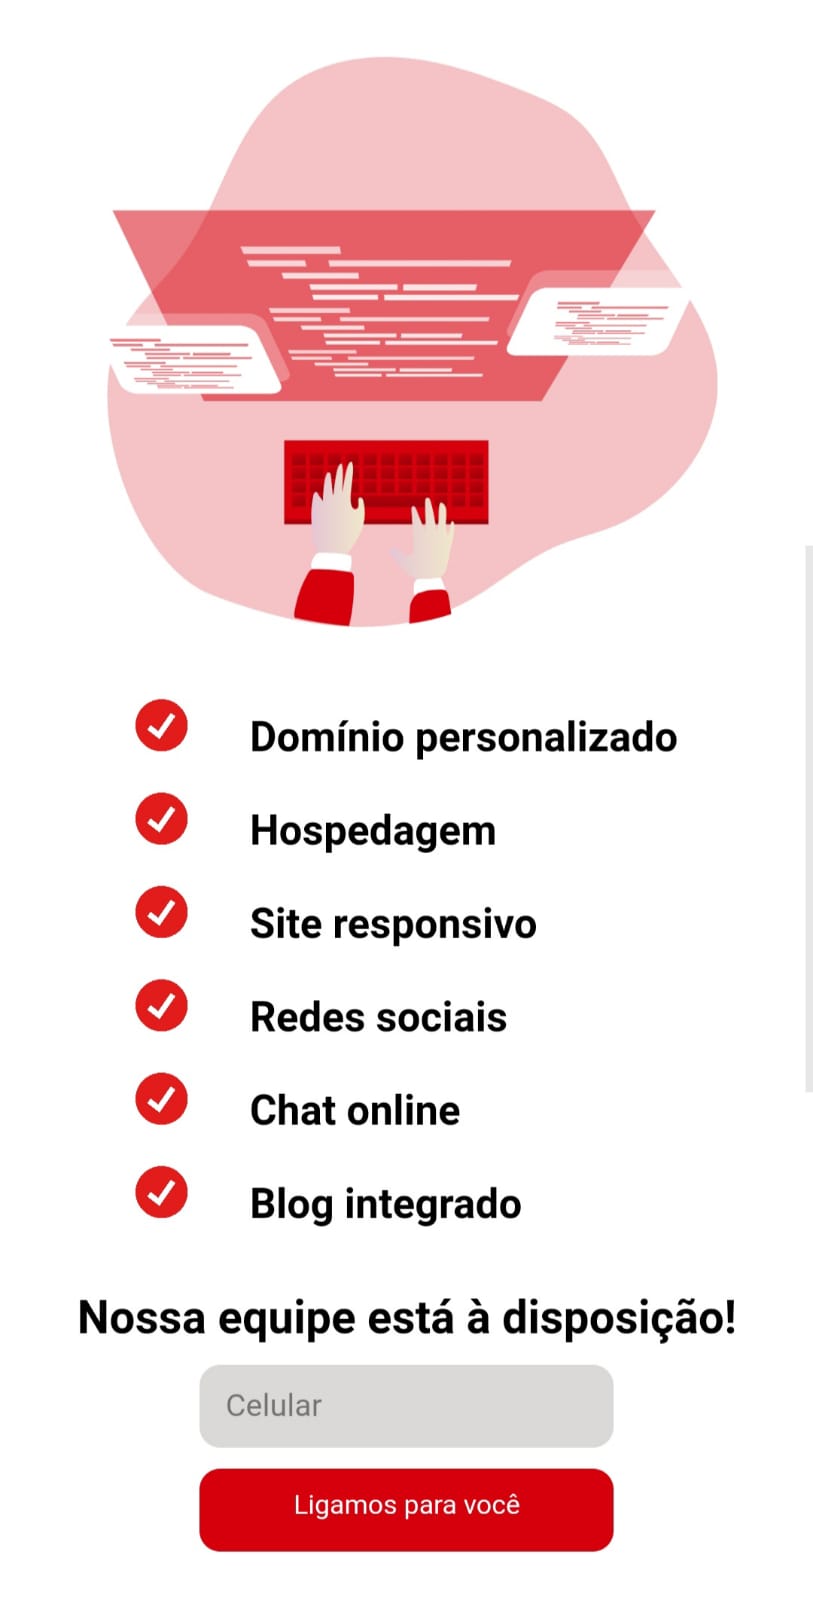 Domínio personalizado
Hospedagem
Site responsivo
Redes sociais
Chat online
Blog integrado
Nossa equipe está à disposição!
Celular
Ligamos para você